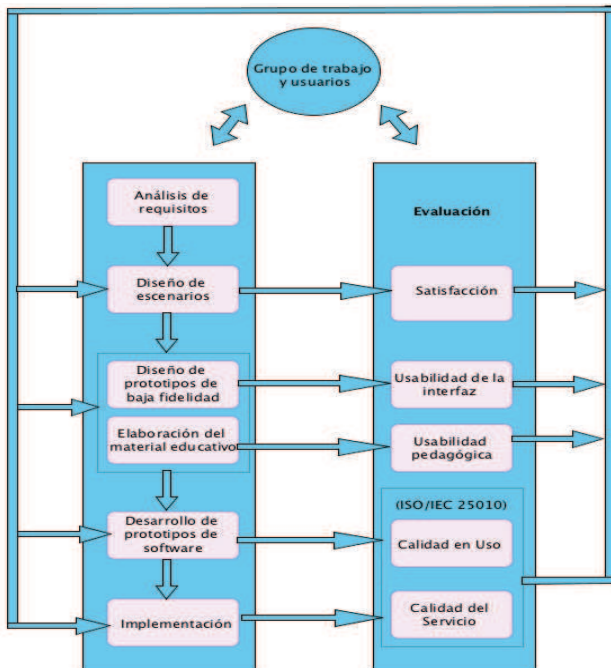 Grupo de trabajo
y usuarios
Análisis de
requisitos
Diseño de
escenarios
Diseño de
prototipos de
baja fidelidad
Elaboración del
material educativo
Desarrollo de
prototipos de
software
Implementación
Evaluación
Satisfacción
Usabilidad de la
interfaz
Usabilidad
pedagógica
(ISO/IEC 25010)
Calidad en Uso
Calidad del
Servicio